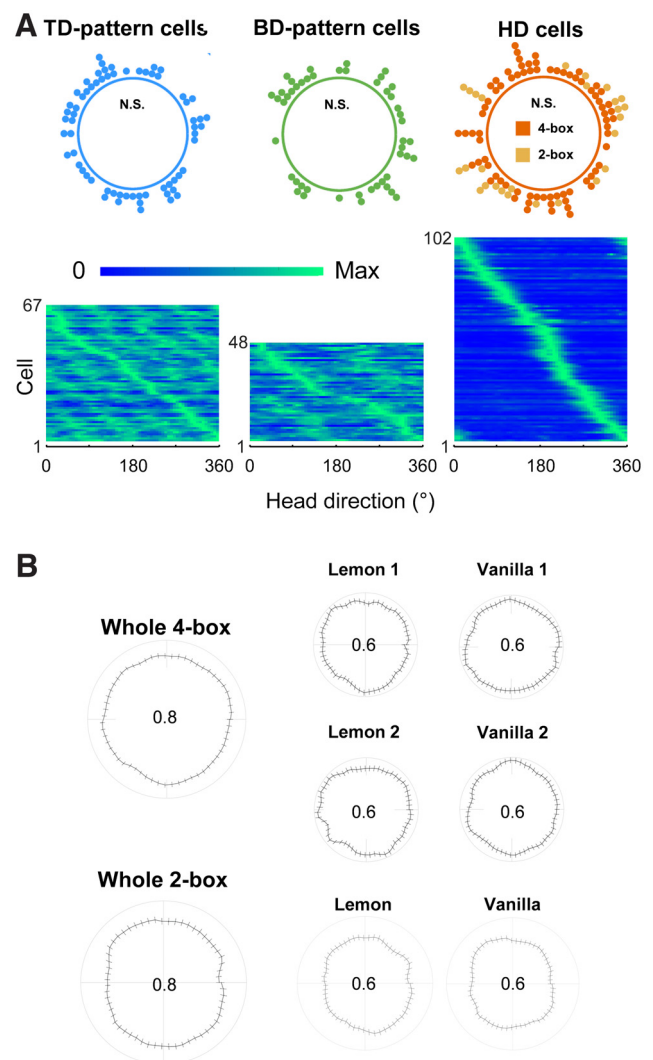 A
TD-pattern cells
BD-pattern cells
HD cells
N.S.
N.S.
N.S.
4-box
2-box
0
Max
102
67
48
Cell
1
1
1
0
180
360
0
180
360
0
180
360
Head direction (°)
B
Whole 4-box
0.8
Lemon 1
0.6
Vanilla 1
0.6
Lemon 2
0.6
Vanilla 2
0.6
Whole 2-box
0.8
Lemon
0.6
Vanilla
0.6